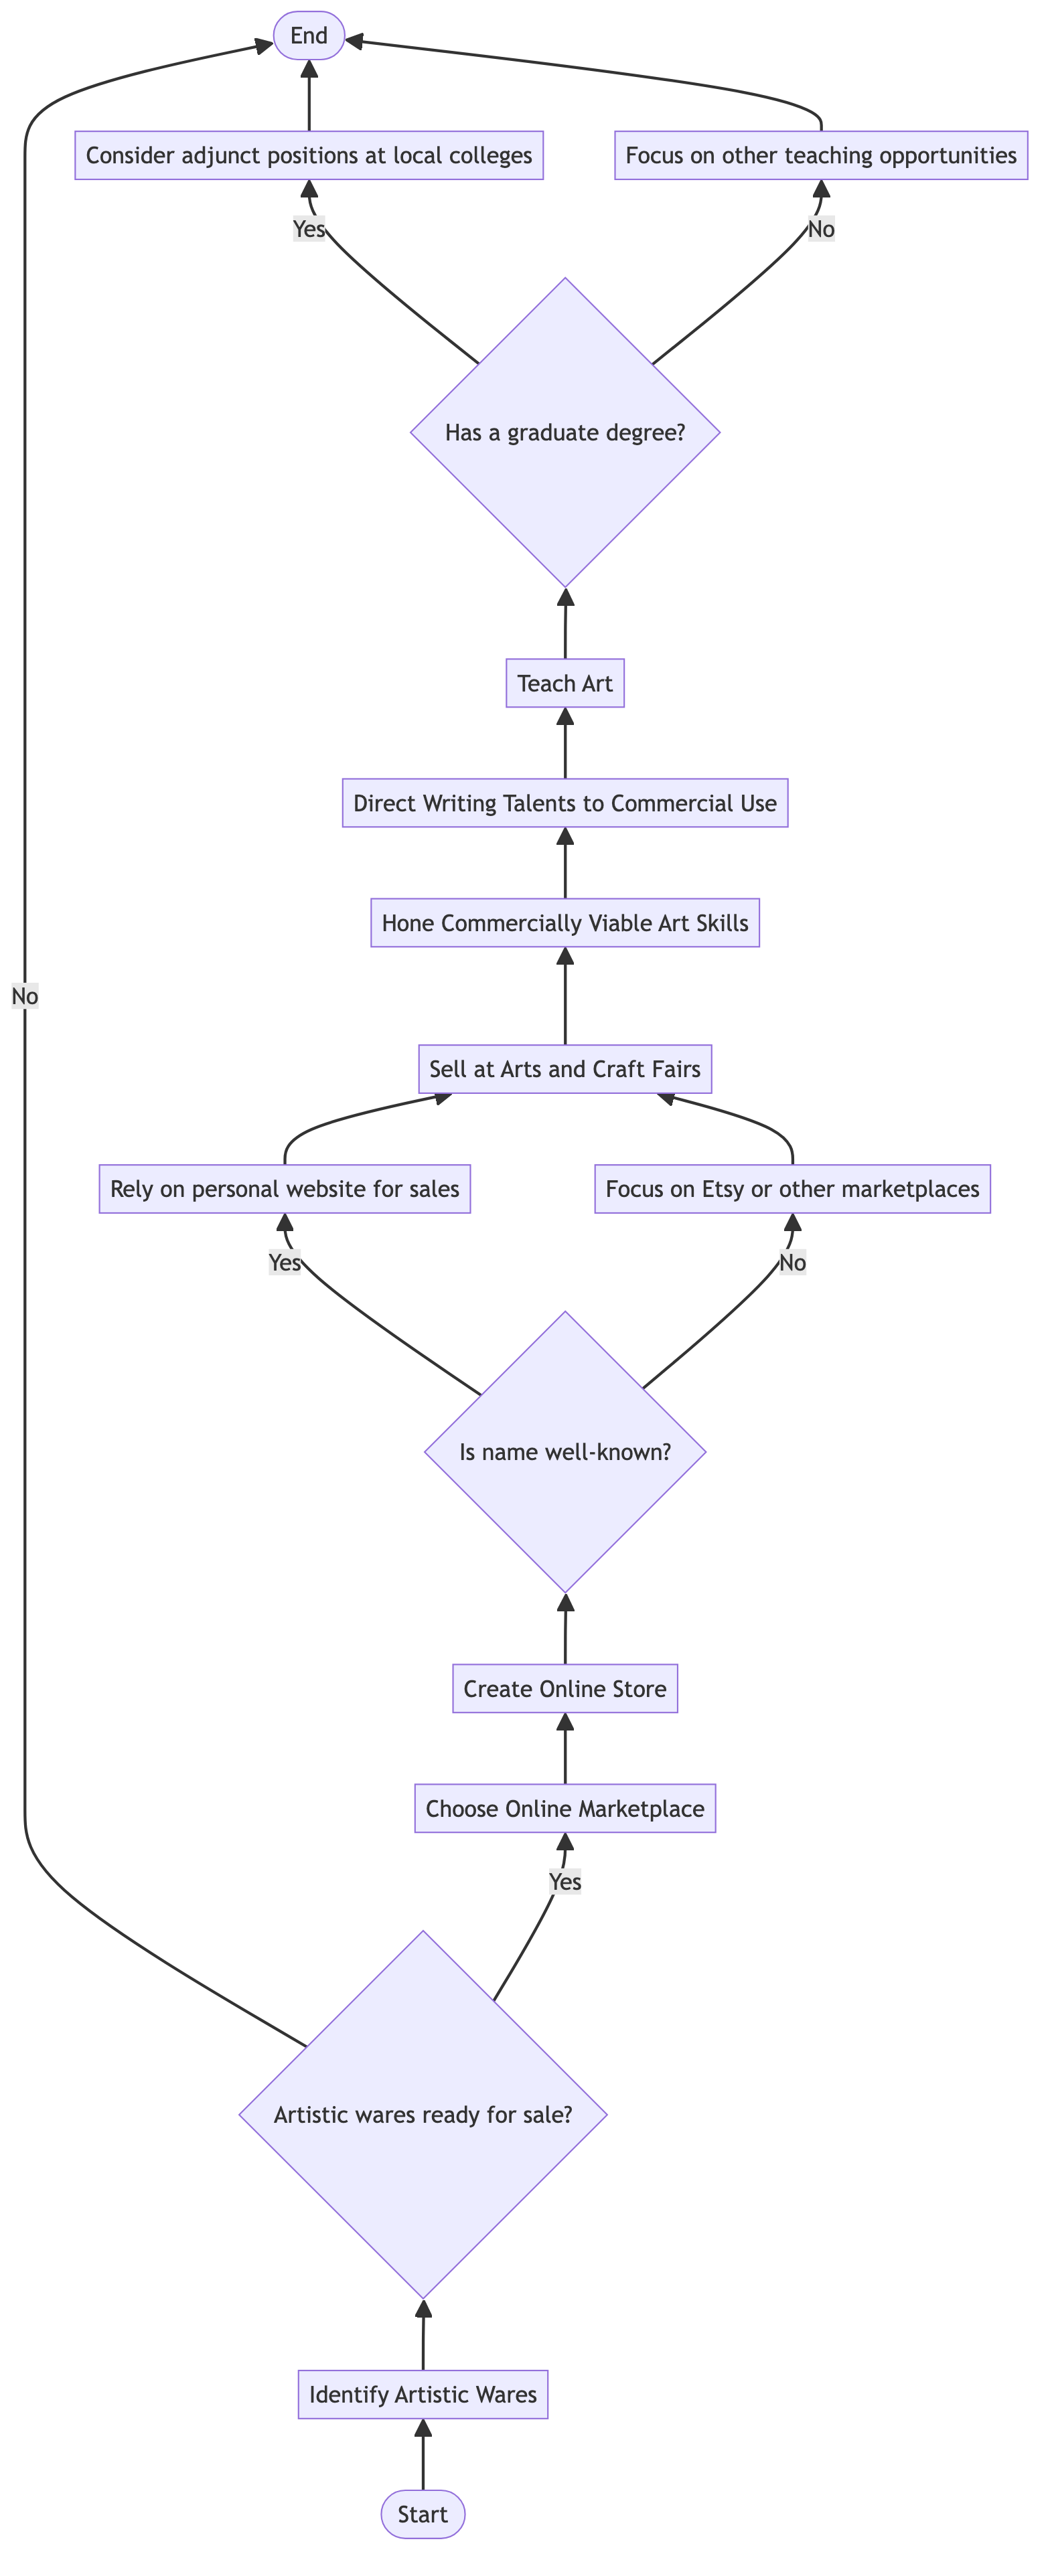 End
Consider adjunct positions at local colleges
Focus on other teaching opportunities
Yes
No
Has a graduate degree?
Teach Art
Direct Writing Talents to Commercial Use
Hone Commercially Viable Art Skills
No
Sell at Arts and Craft Fairs
Rely on personal website for sales
Focus on Etsy or other marketplaces
Yes
No
Is name well-known?
Create Online Store
Choose Online Marketplace
Yes
Artistic wares ready for sale?
Identify Artistic Wares
Start